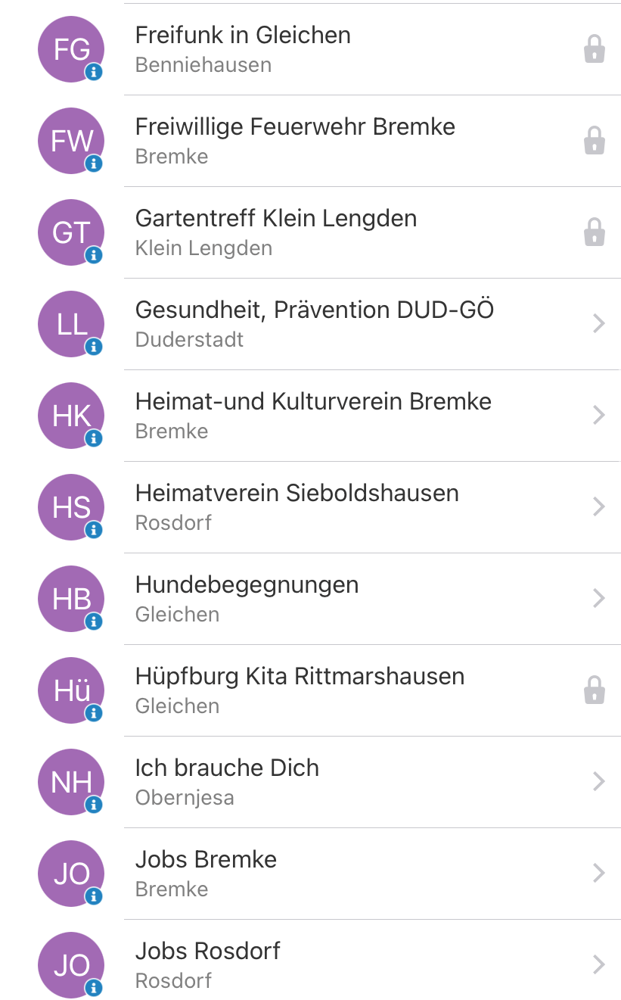 FG
Freifunk in Gleichen
Benniehausen
FW
Freiwillige Feuerwehr Bremke
Bremke
GT
Gartentreff Klein Lengden
Klein Lengden
LL
Gesundheit, Prävention DUD-GÖ
Duderstadt
HK
Heimat-und Kulturverein Bremke
Bremke
HS
Heimatverein Sieboldshausen
Rosdorf
HB
Hundebegegnungen
Gleichen
Hü
Hüpfburg Kita Rittmarshausen
Gleichen
NH
Ich brauche Dich
Obernjesa
JO
Jobs Bremke
Bremke
JO
Jobs Rosdorf
Rosdorf